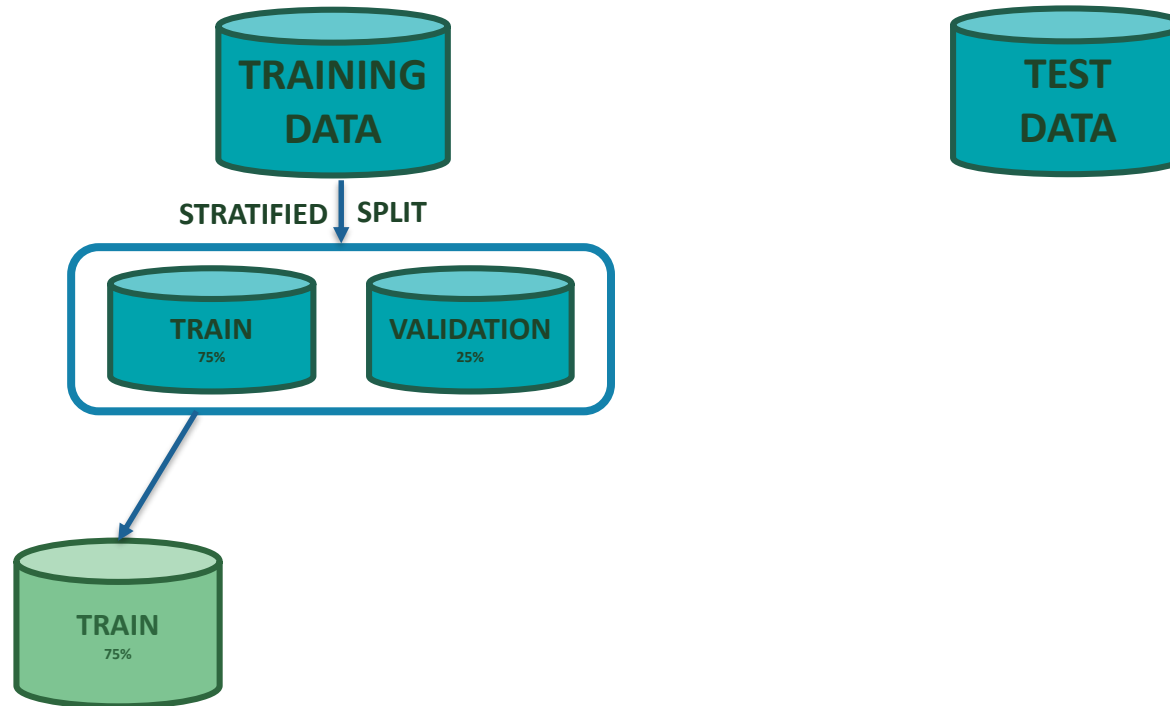 TRAINING
DATA
TEST
DATA
STRATIFIED SPLIT
TRAIN
75%
VALIDATION
25%
TRAIN
75%